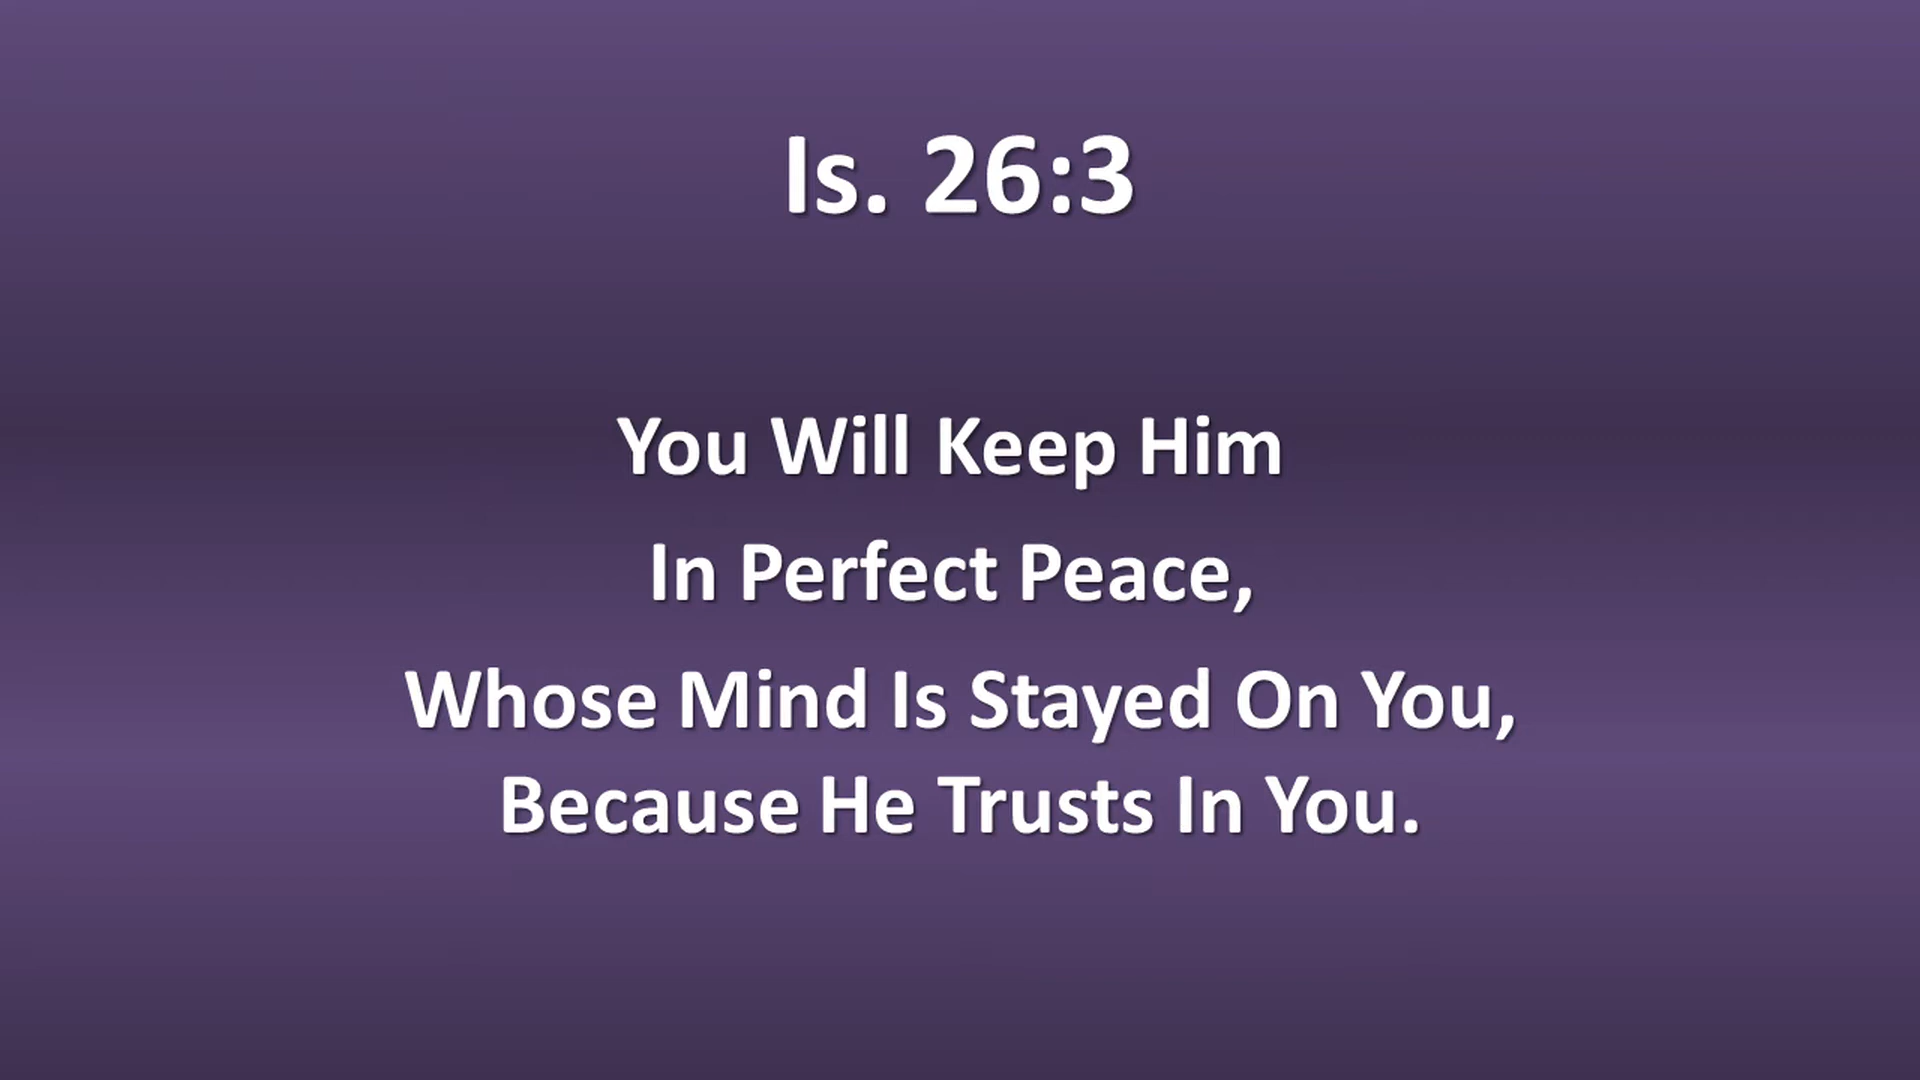 Is. 26:3
You Will Keep Him
In Perfect Peace,
Whose Mind Is Stayed On You,
Because He Trusts In You.